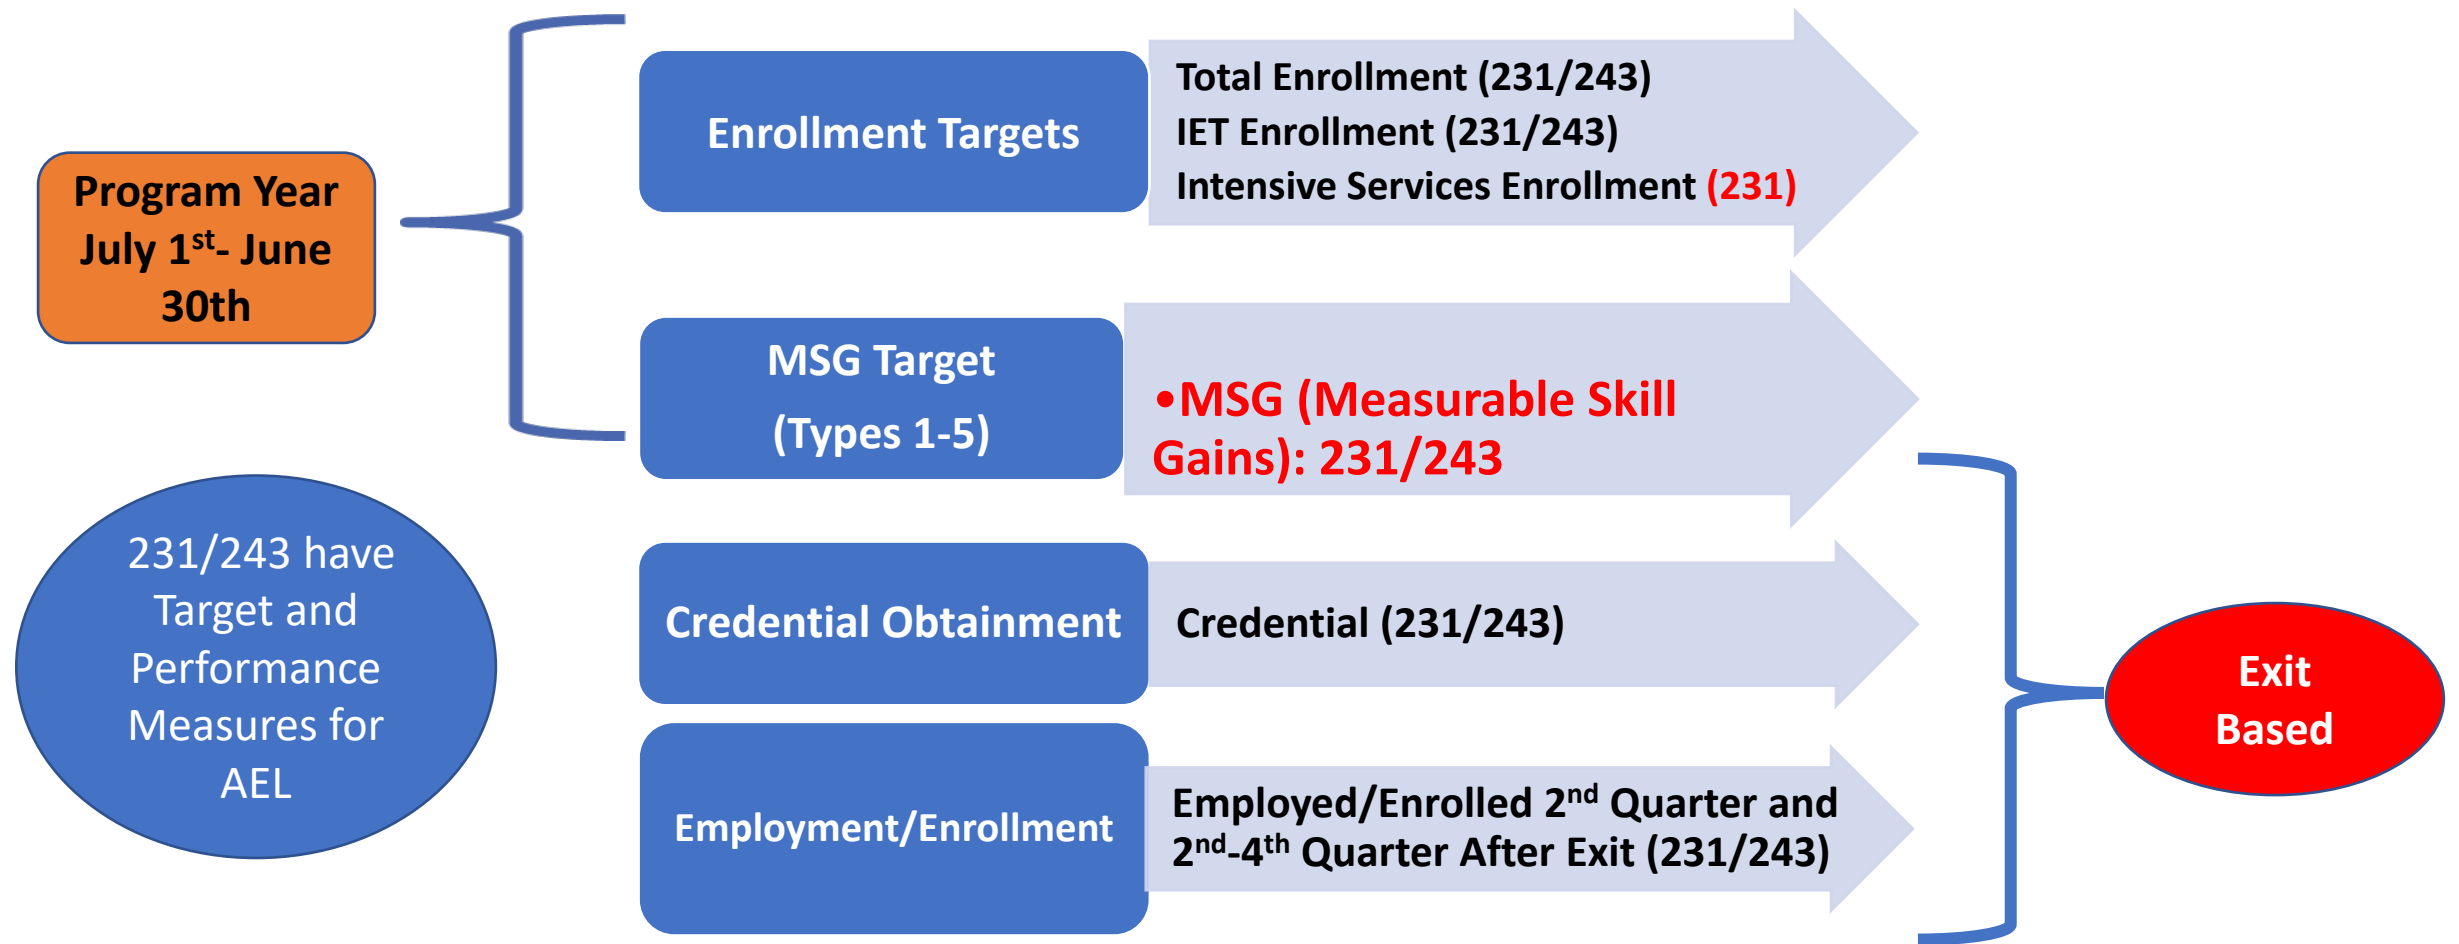 Program Year
July 1st- June
30th
231/243 have
Target and
Performance
Measures for
AEL
Enrollment Targets
Total Enrollment (231/243)
IET Enrollment (231/243)
Intensive Services Enrollment (231)
MSG Target
(Types 1-5)
•MSG (Measurable Skill
Gains): 231/243
Credential Obtainment
Credential (231/243)
Employment/Enrollment
Employed/Enrolled 2nd Quarter and
2nd-4th Quarter After Exit (231/243)
Exit
Based